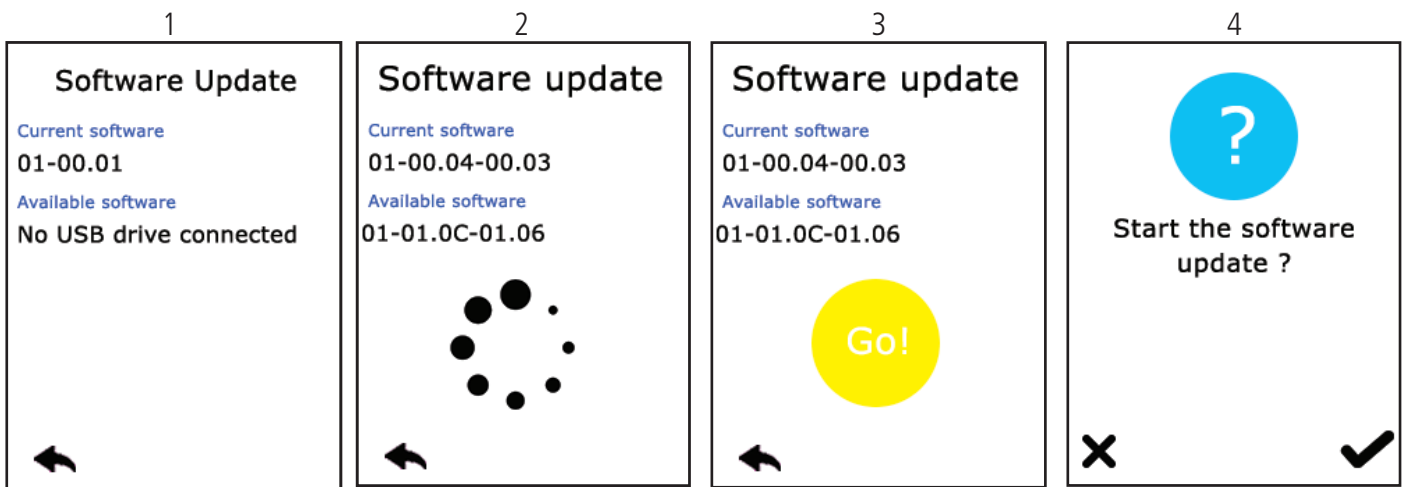 1
Software Update
Current software
01-00.01
Available software
No USB drive connected
2
Software update
Current software
01-00.04-00.03
Available software
01-01.0C-01.06
3
Software update
Current software
01-00.04-00.03
Available software
01-01.0C-01.06
Go!
4
?
Start the software
update ?